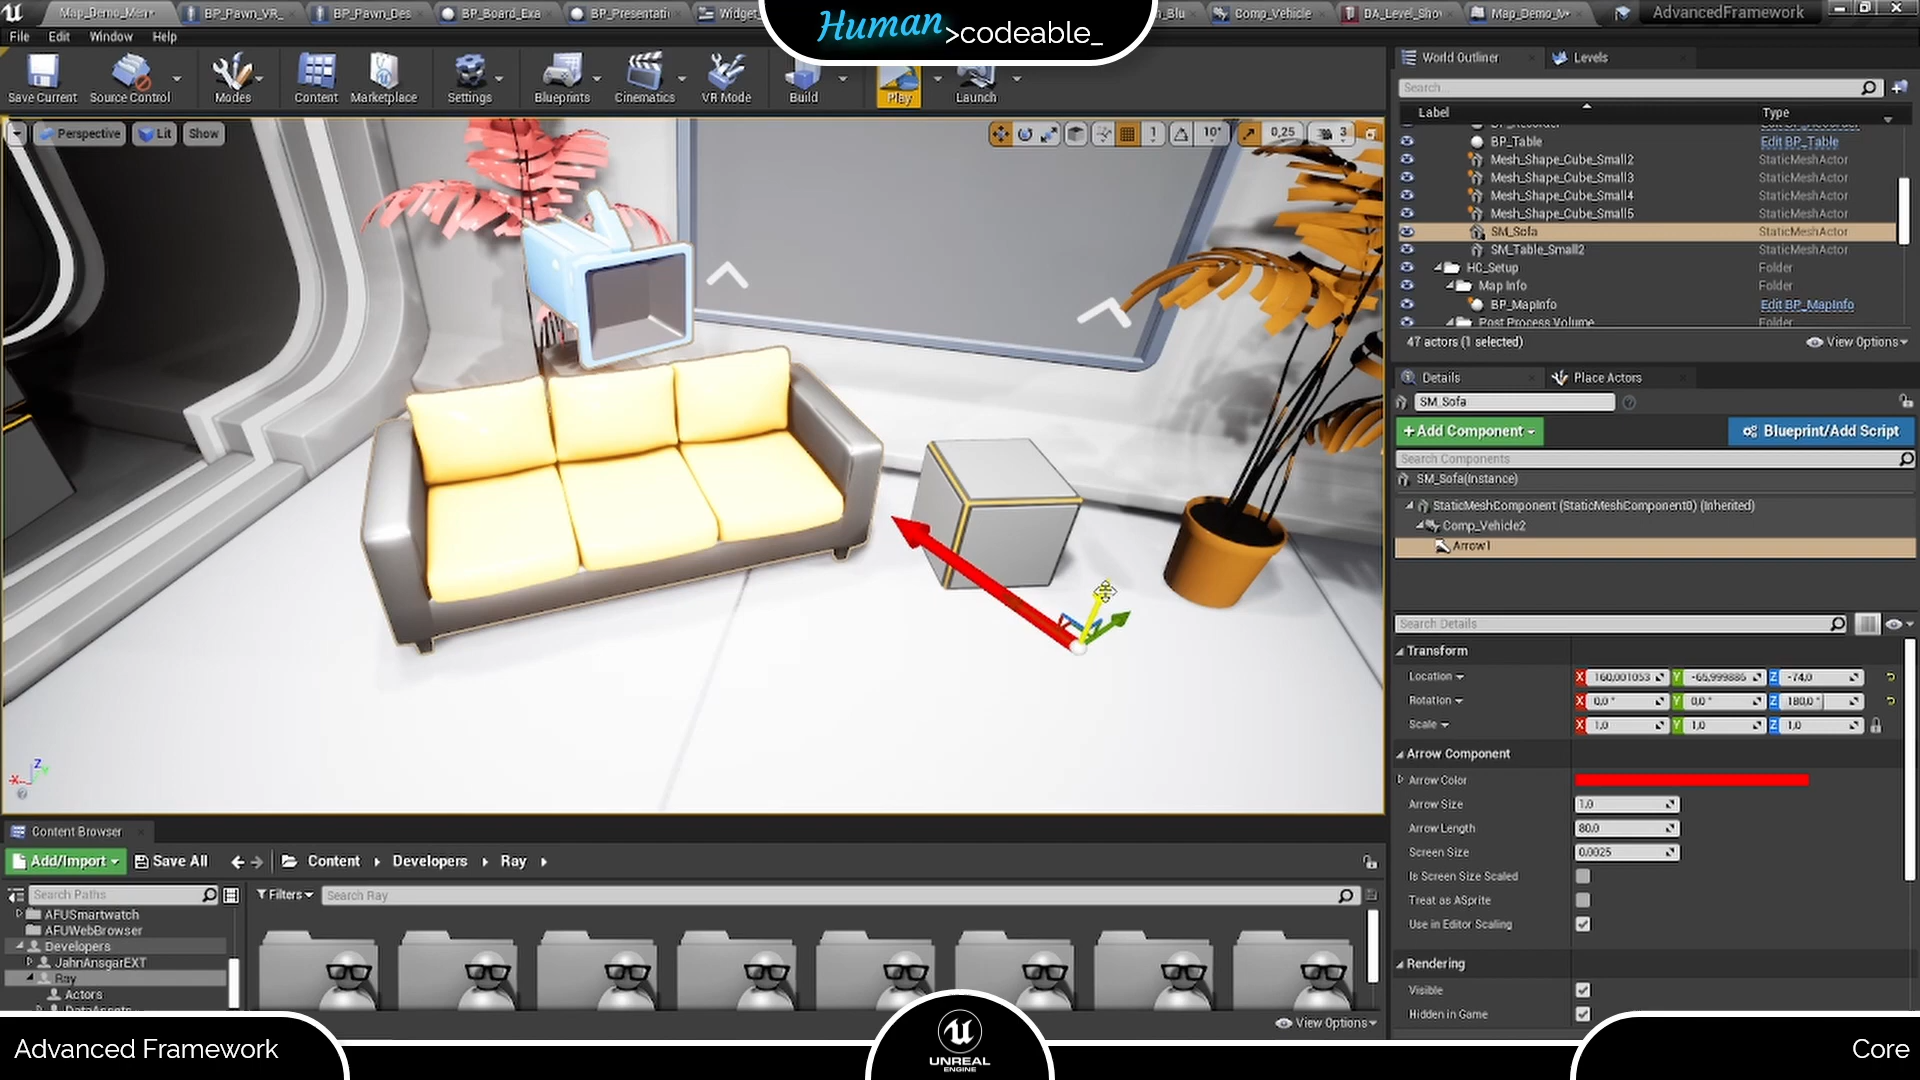 Map_Demo_Men
BP_Pawn_VR_
BP_Pawn_Des
BP_Board_Exa
BP_Presentati
Widget_
Human >codeable_
n_Blu
Comp_Vehicle
DA_Level_Sho
Map_Demo_M
AdvancedFramework
File Edit Window Help
Save Current
Source Control
Modes
Content
Marketplace
Settings
Blueprints
Cinematics
VR Mode
Build
Play
Launch
Perspective
Lit
Show
1
10°
0,25
3
World Outliner
Levels
Search...
Label Type
BP_Table Edit BP_Table
Mesh_Shape_Cube_Small2 StaticMeshActor
Mesh_Shape_Cube_Small3 StaticMeshActor
Mesh_Shape_Cube_Small4 StaticMeshActor
Mesh_Shape_Cube_Small5 StaticMeshActor
SM_Sofa StaticMeshActor
SM_Table_Small2 StaticMeshActor
HC_Setup Folder
Map Info Folder
BP_MapInfo Edit BP_MapInfo
Post Process Volume Folder
47 actors (1 selected)
View Options
Details
Place Actors
SM_Sofa
+Add Component
Blueprint/Add Script
Search Components
SM_Sofa(Instance)
StaticMeshComponent (StaticMeshComponent0) (Inherited)
Comp_Vehicle2
Arrow1
Search Details
Transform
Location X 160,001053 Y -65,999886 Z -74,0
Rotation X 0,0 ° Y 0,0 ° Z 180,0 °
Scale X 1,0 Y 1,0 Z 1,0
Arrow Component
Arrow Color
Arrow Size 1,0
Arrow Length 80,0
Screen Size 0,0025
Is Screen Size Scaled
Treat as ASprite
Use in Editor Scaling
Rendering
Visible
Hidden in Game
Content Browser
Add/Import
Save All
Content
Developers
Ray
Search Paths
Filters
Search Ray
AFUSmartwatch
AFUWebBrowser
Developers
JahnAnsgarEXT
Ray
Actors
DataAssets
View Options
Advanced Framework
UNREAL
ENGINE
Core